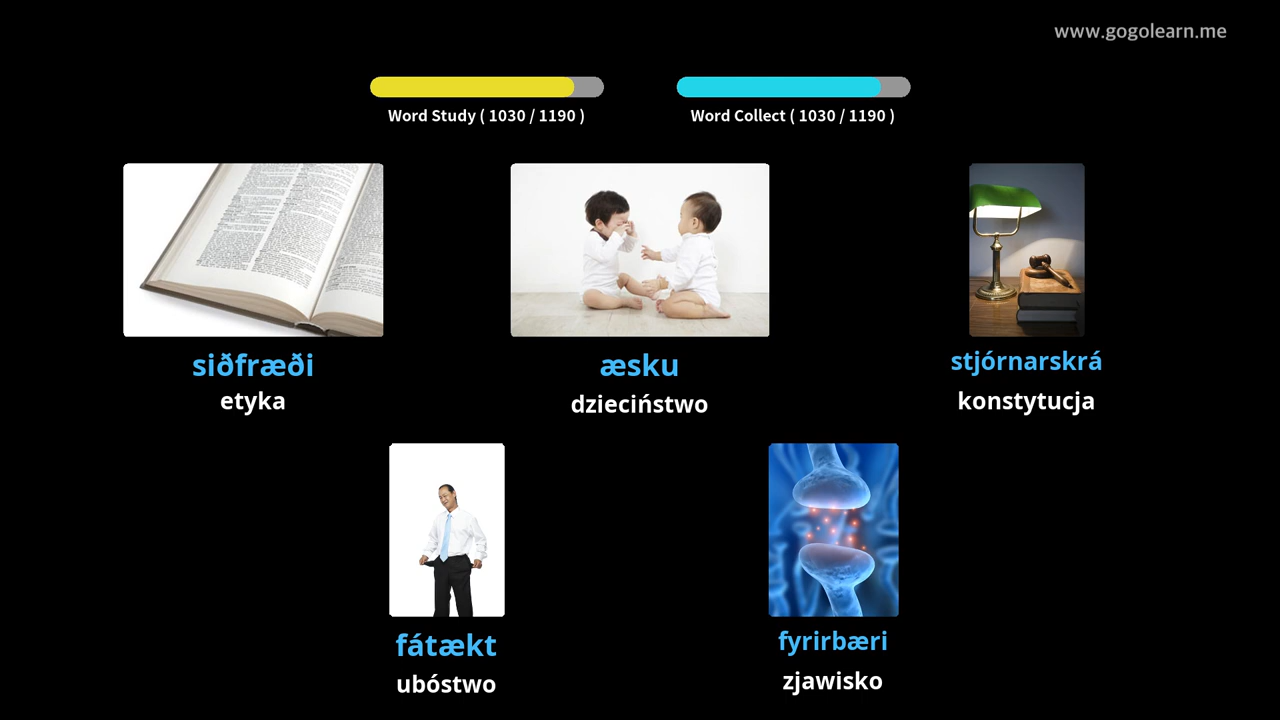 www.gogolearn.me
Word Study ( 1030 / 1190 )
Word Collect ( 1030 / 1190 )
siðfræði
etyka
æsku
dzieciństwo
stjórnarskrá
konstytucja
fátækt
ubóstwo
fyrirbæri
zjawisko